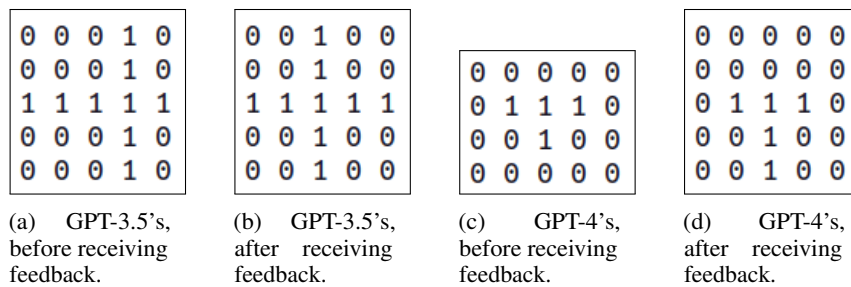 0 0 0 1 0
0 0 0 1 0
1 1 1 1 1
0 0 0 1 0
0 0 0 1 0
(a) GPT-3.5's,
before receiving
feedback.
0 0 1 0 0
0 0 1 0 0
1 1 1 1 1
0 0 1 0 0
0 0 1 0 0
(b) GPT-3.5's,
after receiving
feedback.
0 0 0 0 0
0 1 1 1 0
0 0 1 0 0
0 0 0 0 0
(c) GPT-4's,
before receiving
feedback.
0 0 0 0 0
0 0 0 0 0
0 1 1 1 0
0 0 1 0 0
0 0 1 0 0
(d) GPT-4's,
after receiving
feedback.